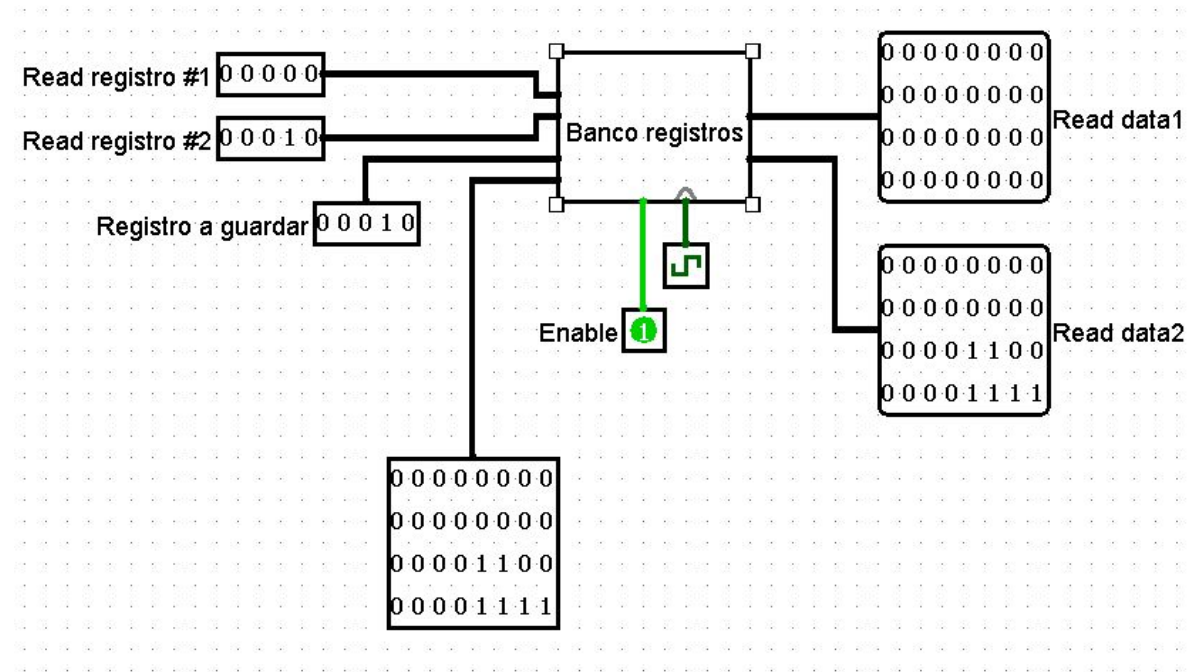 Read registro #1
00000
Read registro #2
00010
Registro a guardar
00010
Banco registros
Enable
1
00000000
00000000
00000000
00000000
Read data1
00000000
00000000
00001100
00001111
Read data2
00000000
00000000
00001100
00001111